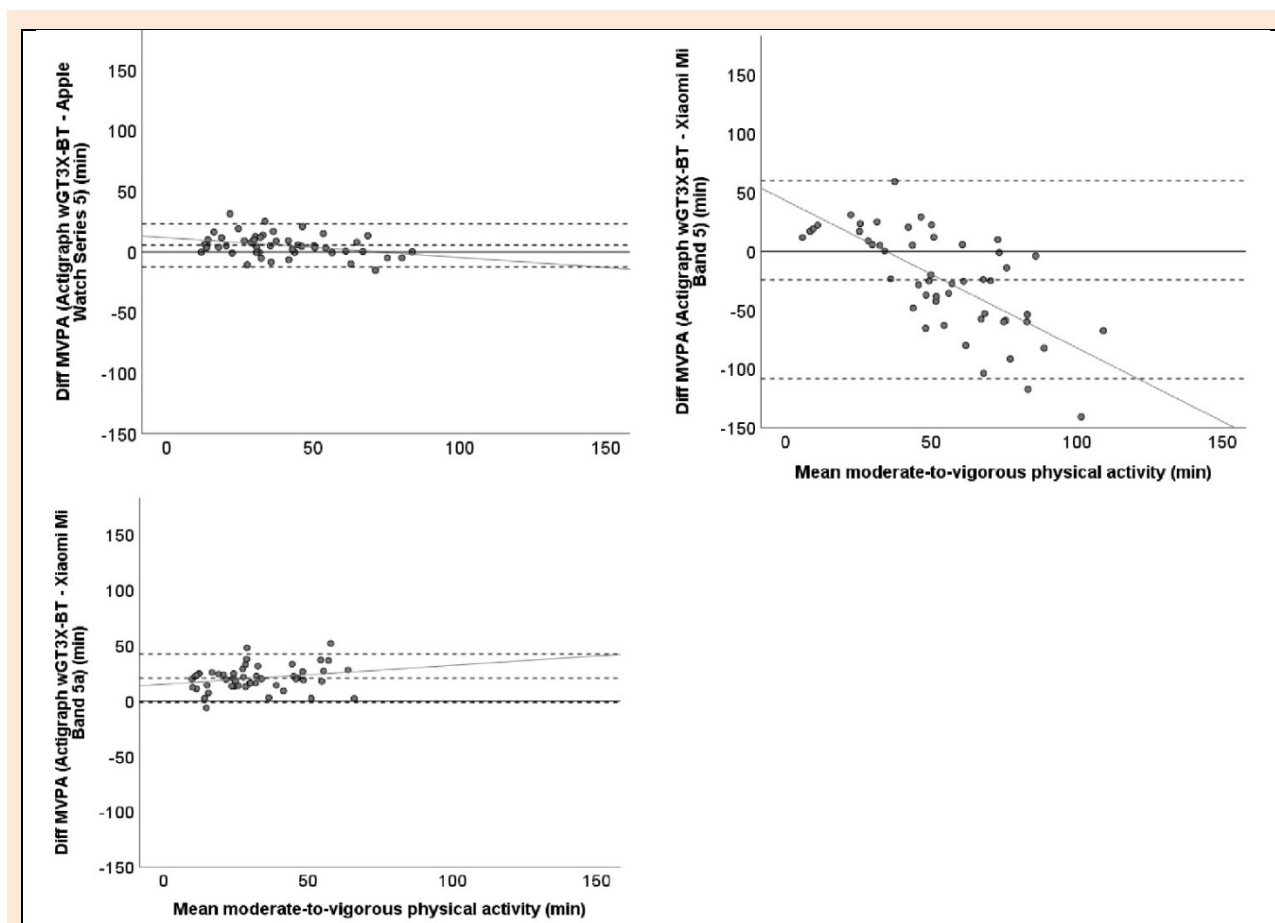 Diff MVPA (Actigraph wGT3X-BT - Apple
Watch Series 5) (min)
150
100
50
0
-50
-100
-150
0 50 100 150
Diff MVPA (Actigraph wGT3X-BT - Xiaomi Mi
Band 5) (min)
150
100
50
0
-50
-100
-150
0 50 100 150
Mean moderate-to-vigorous physical activity (min)
Diff MVPA (Actigraph wGT3X-BT - Xiaomi Mi
Band 5a) (min)
150
100
50
0
-50
-100
-150
0 50 100 150
Mean moderate-to-vigorous physical activity (min)